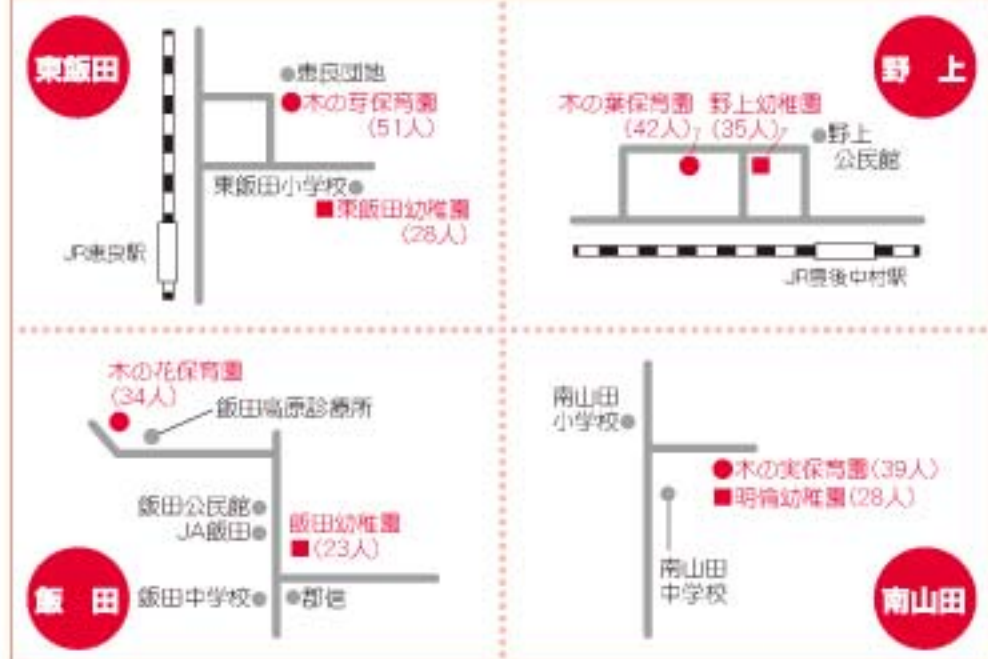 東飯田
恵良団地
木の芽保育園
(51人)
東飯田小学校
東飯田幼稚園
(28人)
JR恵良駅
野 上
木の葉保育園 野上幼稚園
(42人) (35人)
野上
公民館
JR豊後中村駅
木の花保育園
(34人)
飯田高原診療所
飯田公民館
JA飯田
飯田幼稚園
(23人)
飯田中学校
郡信
飯 田
南山田
小学校
木の実保育園(39人)
明倫幼稚園(28人)
南山田
中学校
南山田